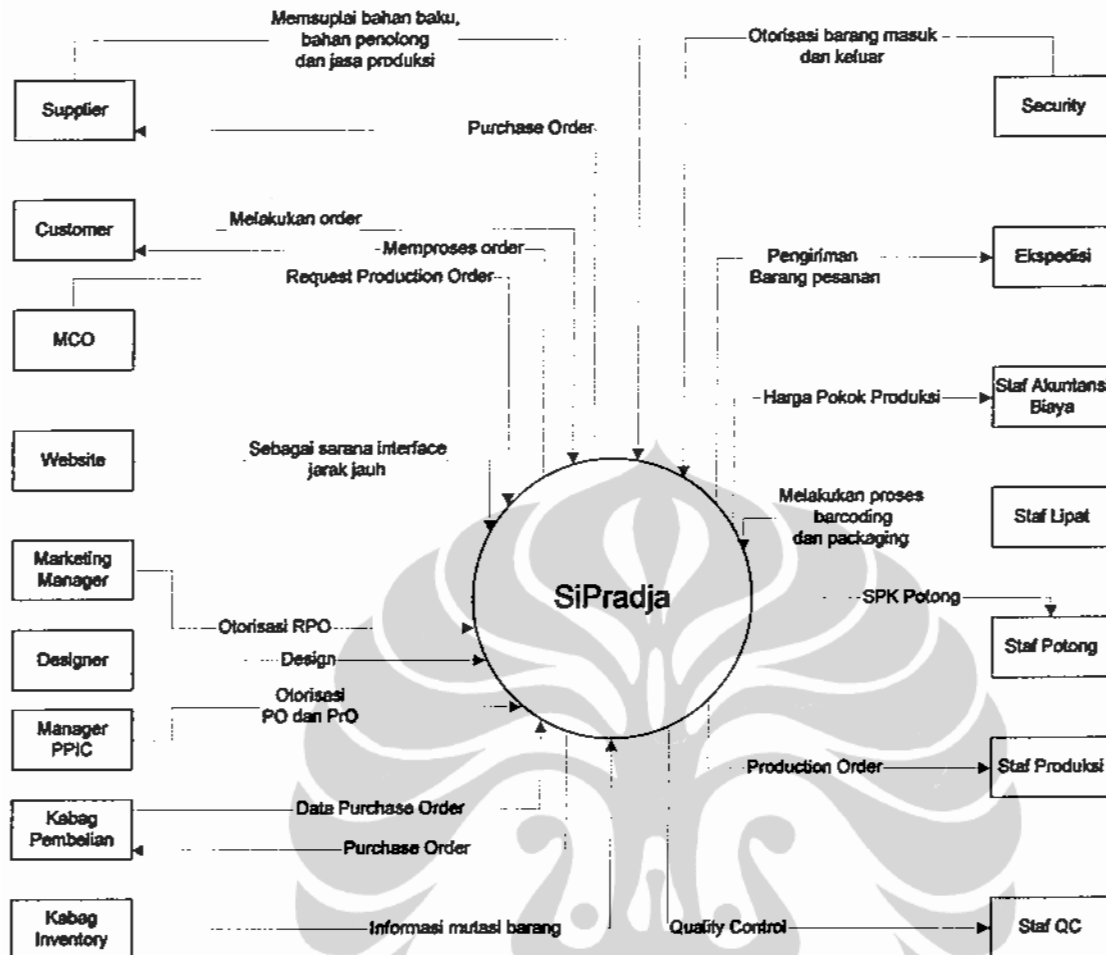 Memsuplai bahan baku,
bahan penolong
dan jasa produksi
Otorisasi barang masuk
dan keluar
Supplier
Security
Purchase Order
Customer
Melakukan order
Memproses order
Pengiriman
Barang pesanan
Ekspedisi
Request Production Order
MCO
Harga Pokok Produksi
Staf Akuntans
Biaya
Website
Sebagai sarana interface
jarak jauh
Melakukan proses
barcoding
dan packaging
Staf Lipat
Marketing
Manager
SiPradja
SPK Potong
Otorisasi RPO
Staf Potong
Designer
Design
Otorisasi
PO dan PrO
Manager
PPIC
Production Order
Staf Produksi
Data Purchase Order
Kabag
Pembelian
Purchase Order
Kabag
Inventory
Informasi mutasi barang
Quality Control
Staf QC